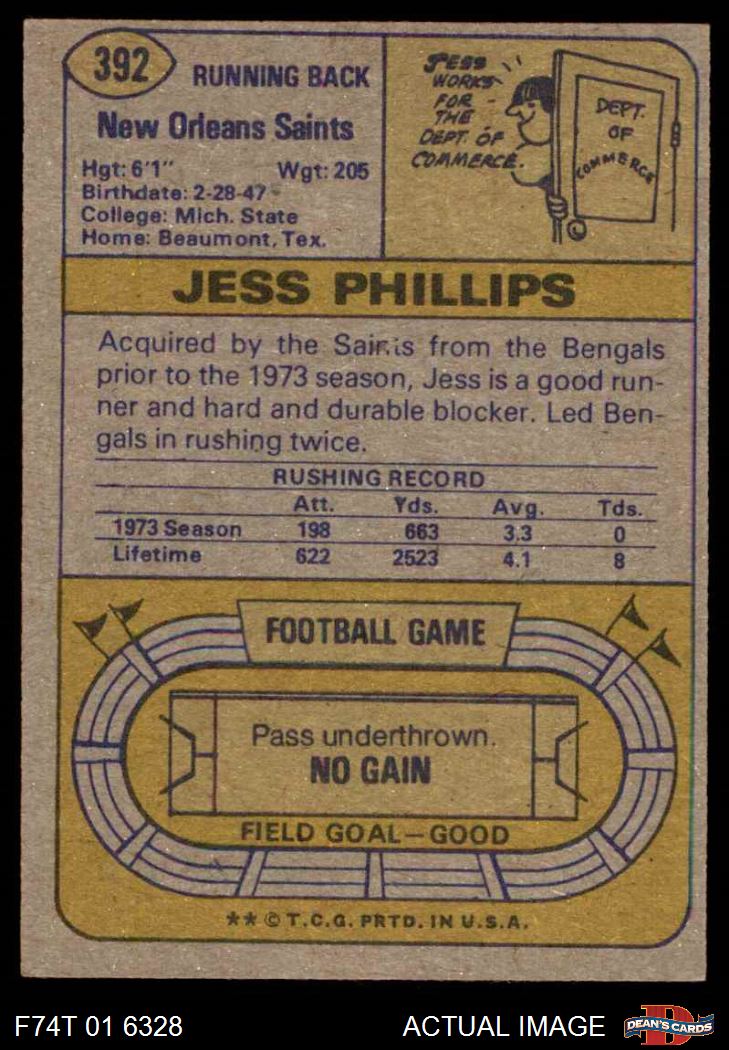 392
RUNNING BACK
New Orleans Saints
Hgt: 6'1" Wgt: 205
Birthdate: 2-28-47
College: Mich. State
Home: Beaumont, Tex.
JESS
WORKS
FOR
THE
DEPT. OF
COMMERCE.
DEPT.
OF
COMMERCE
JESS PHILLIPS
Acquired by the Saints from the Bengals
prior to the 1973 season, Jess is a good run-
ner and hard and durable blocker. Led Ben-
gals in rushing twice.
RUSHING RECORD
Att. Yds. Avg. Tds.
1973 Season 198 663 3.3 0
Lifetime 622 2523 4.1 8
FOOTBALL GAME
Pass underthrown.
NO GAIN
FIELD GOAL—GOOD
** © T.C.G. PRTD. IN U.S.A.
F74T 01 6328 ACTUAL IMAGE
D
DEAN'S CARDS